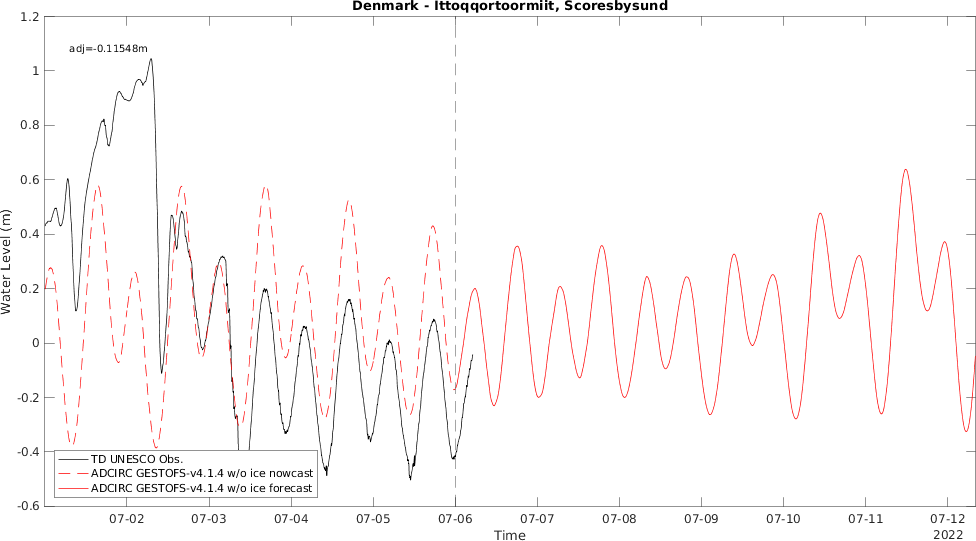 Denmark - Ittoqqortoormiit, Scoresbysund
adj=-0.11548m
Water Level (m)
1.2
1
0.8
0.6
0.4
0.2
0
-0.2
-0.4
-0.6
TD UNESCO Obs.
ADCIRC GESTOFS-v4.1.4 w/o ice nowcast
ADCIRC GESTOFS-v4.1.4 w/o ice forecast
07-02 07-03 07-04 07-05 07-06 07-07 07-08 07-09 07-10 07-11 07-12
2022
Time